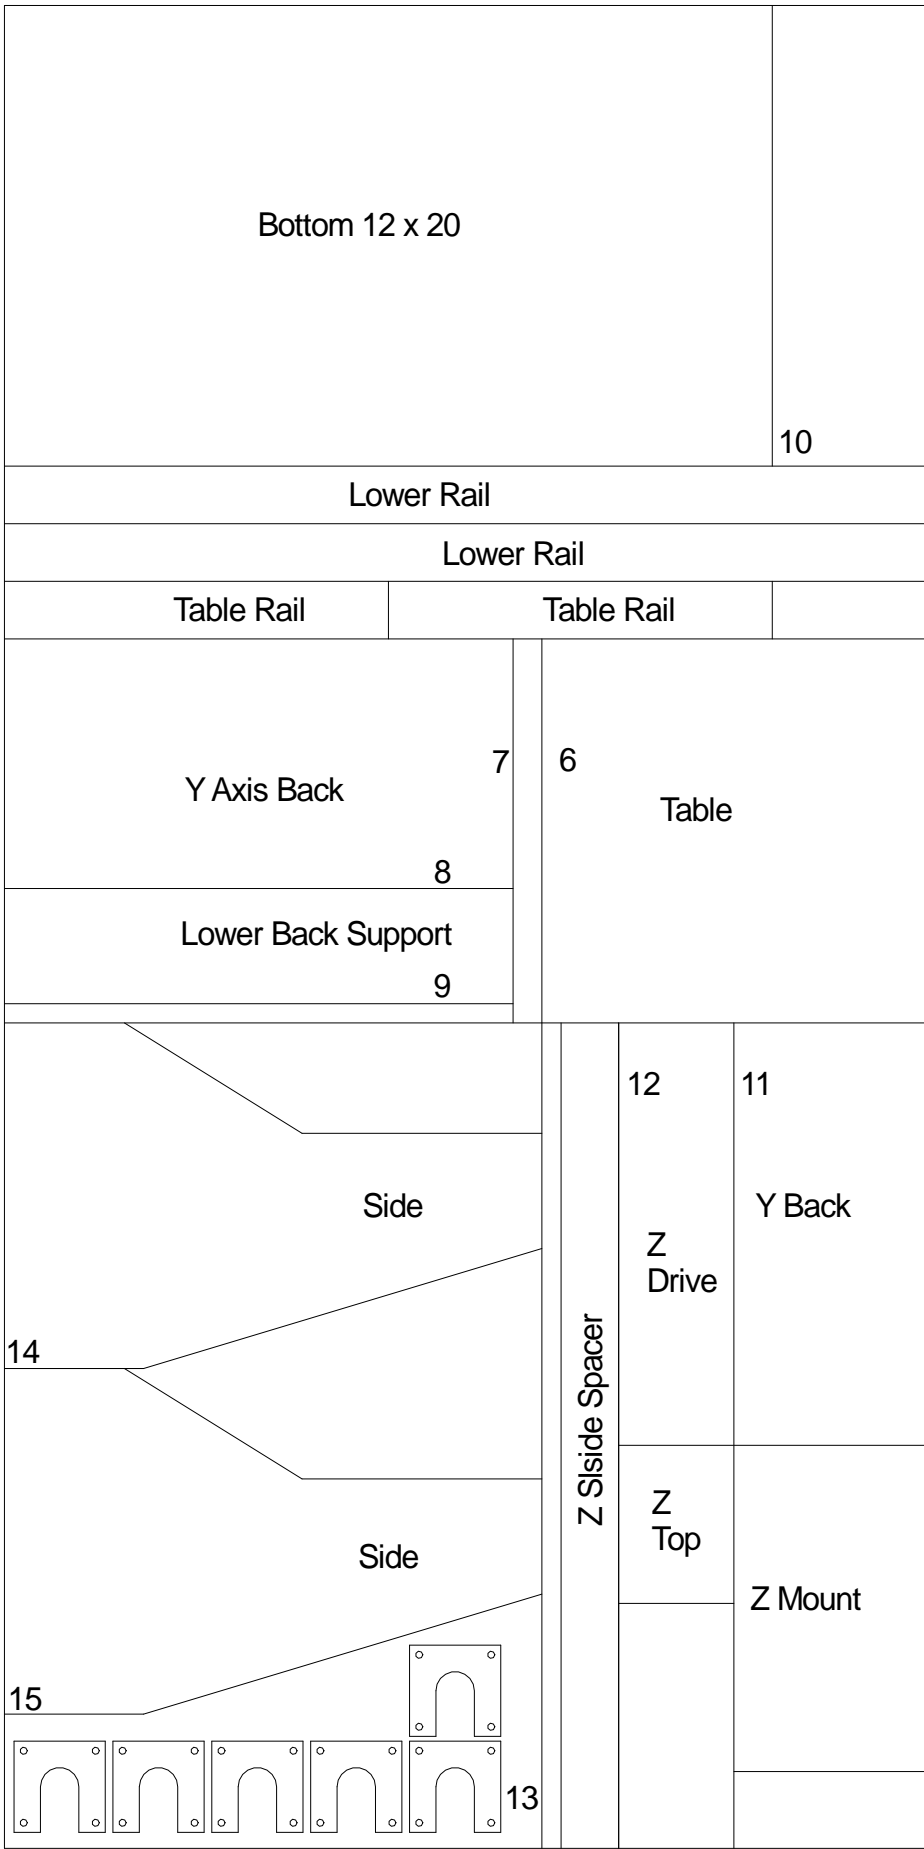 Bottom 12 x 20
10
Lower Rail
Lower Rail
Table Rail
Table Rail
7
6
Y Axis Back
Table
8
Lower Back Support
9
12
11
Side
Y Back
Z
Drive
14
Z SIside Spacer
Z
Top
Side
Z Mount
15
13